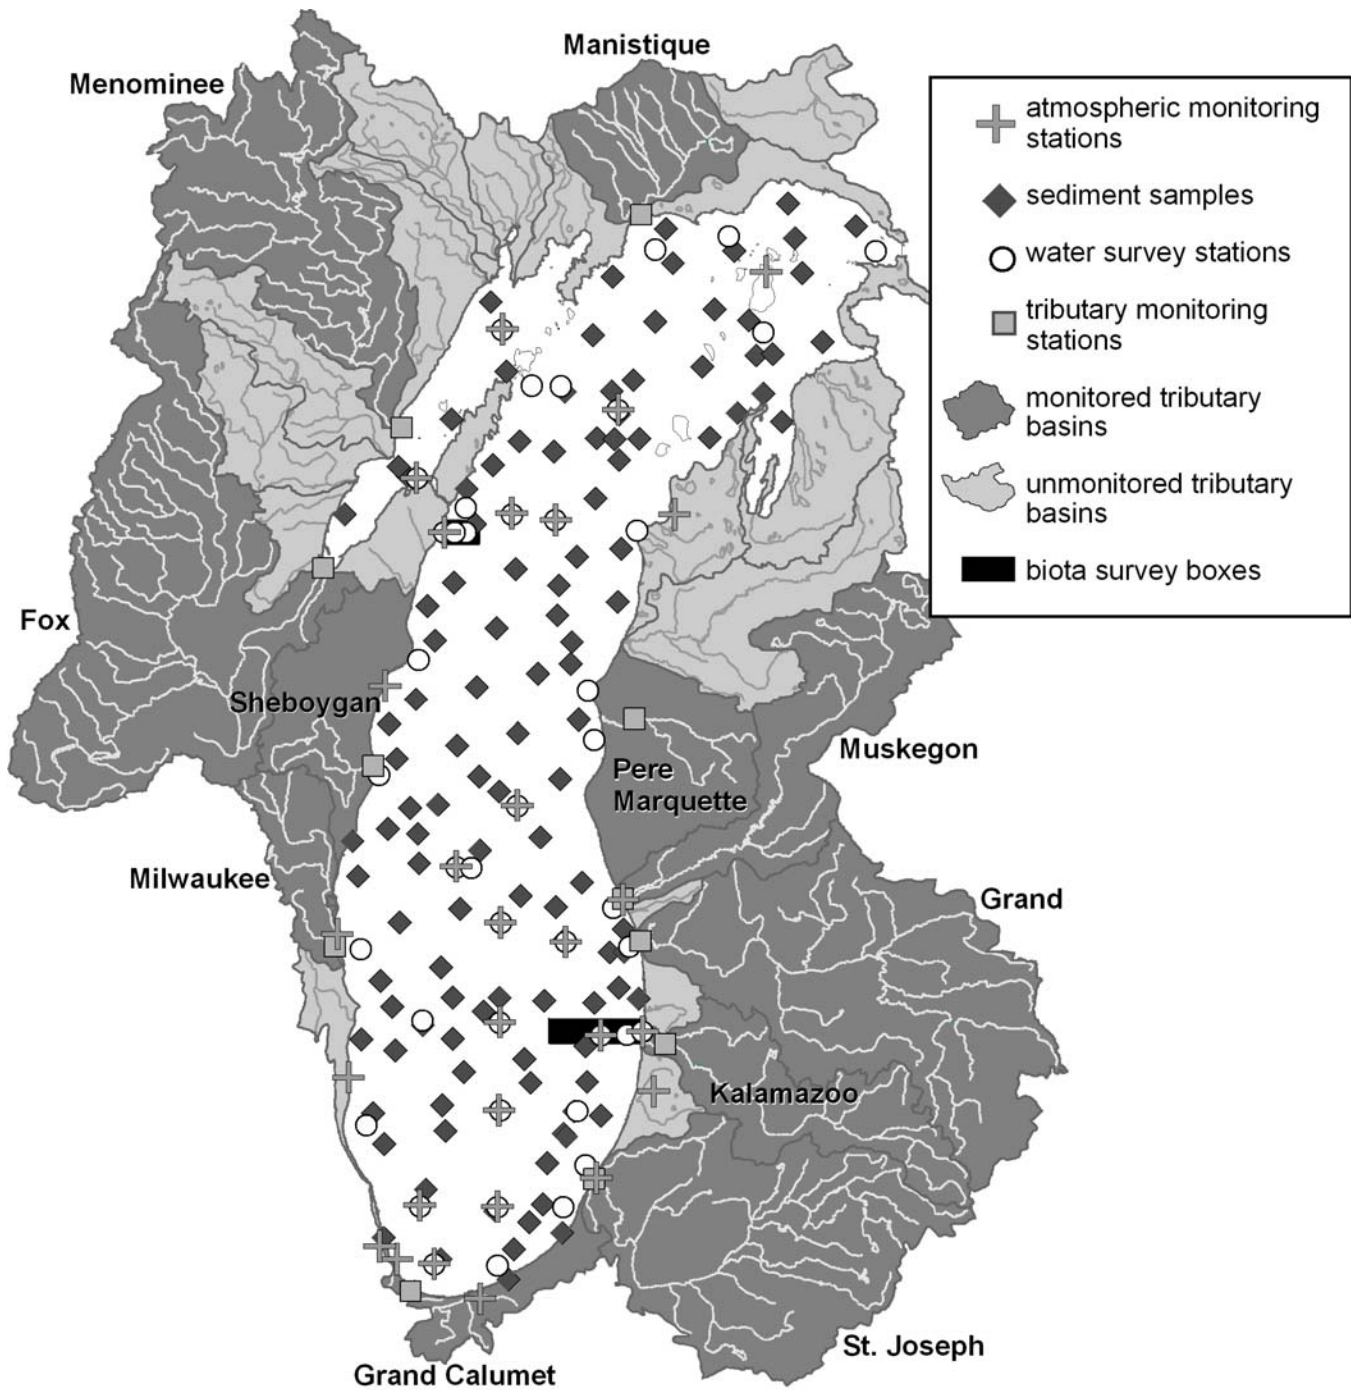 Manistique
Menominee
atmospheric monitoring
stations
sediment samples
water survey stations
tributary monitoring
stations
monitored tributary
basins
unmonitored tributary
basins
biota survey boxes
Fox
Sheboygan
Muskegon
Pere
Marquette
Milwaukee
Grand
Kalamazoo
St. Joseph
Grand Calumet